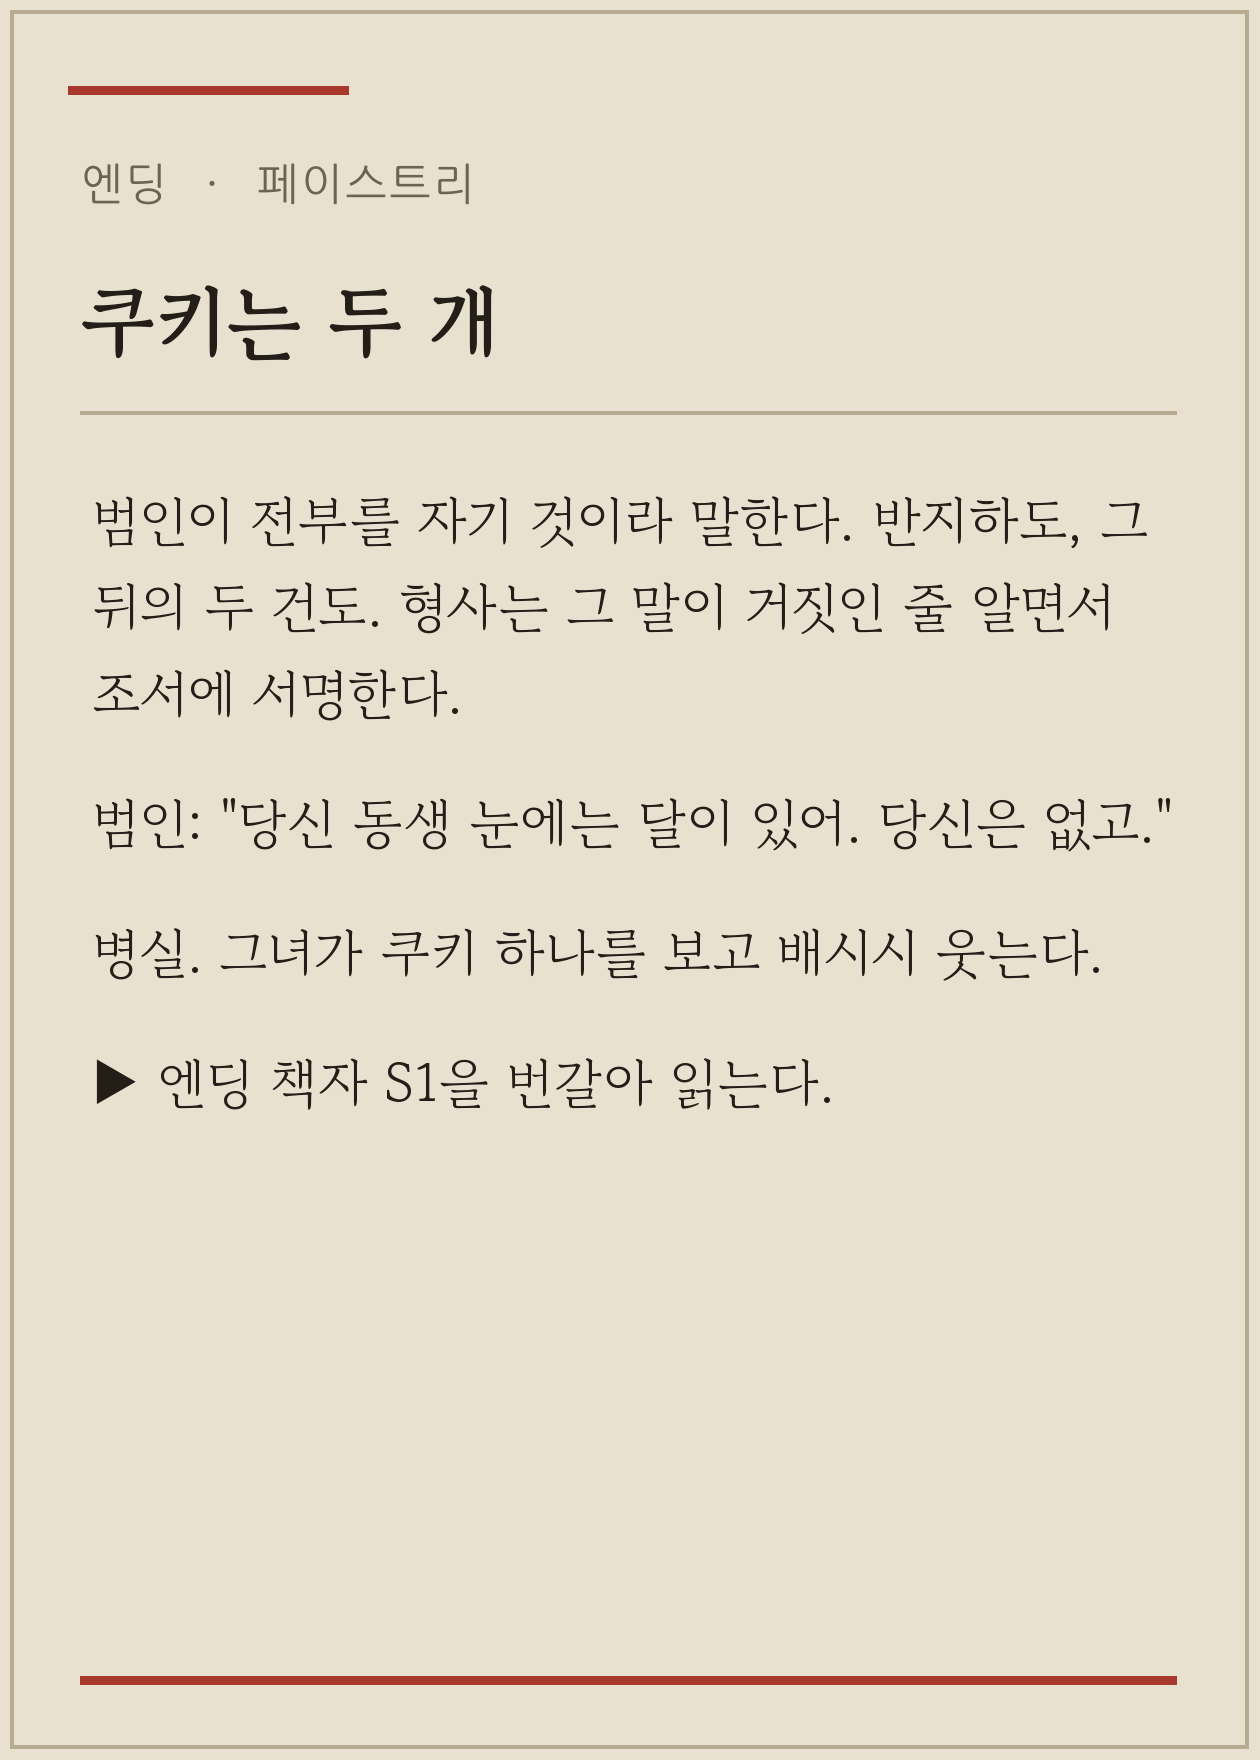 엔딩 · 페이스트리
쿠키는 두 개
범인이 전부를 자기 것이라 말한다. 반지하도, 그
뒤의 두 건도. 형사는 그 말이 거짓인 줄 알면서
조서에 서명한다.
범인: "당신 동생 눈에는 달이 있어. 당신은 없고."
병실. 그녀가 쿠키 하나를 보고 배시시 웃는다.
▶ 엔딩 책자 S1을 번갈아 읽는다.